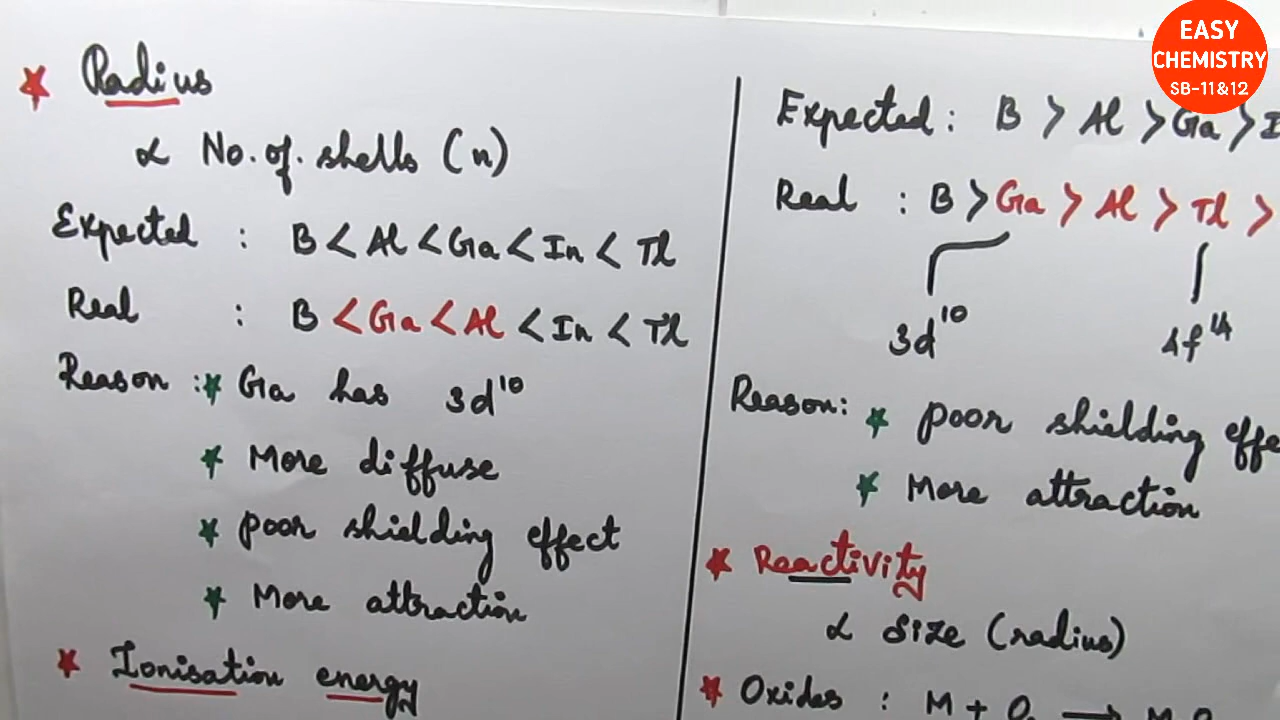 ★ Radius
∝ No. of. shells (n)
Expected : B < Al < Ga < In < Tl
Real : B < Ga < Al < In < Tl
Reason : ★ Ga has 3d¹⁰
★ More diffuse
★ poor shielding effect
★ More attraction
★ Ionisation energy
Expected : B > Al > Ga > I
Real : B > Ga > Al > Tl >
3d¹⁰ 4f¹⁴
Reason: ★ poor shielding effe
★ More attraction
★ Reactivity
∝ Size (radius)
★ Oxides : M + O₂ →
EASY
CHEMISTRY
SB-11&12